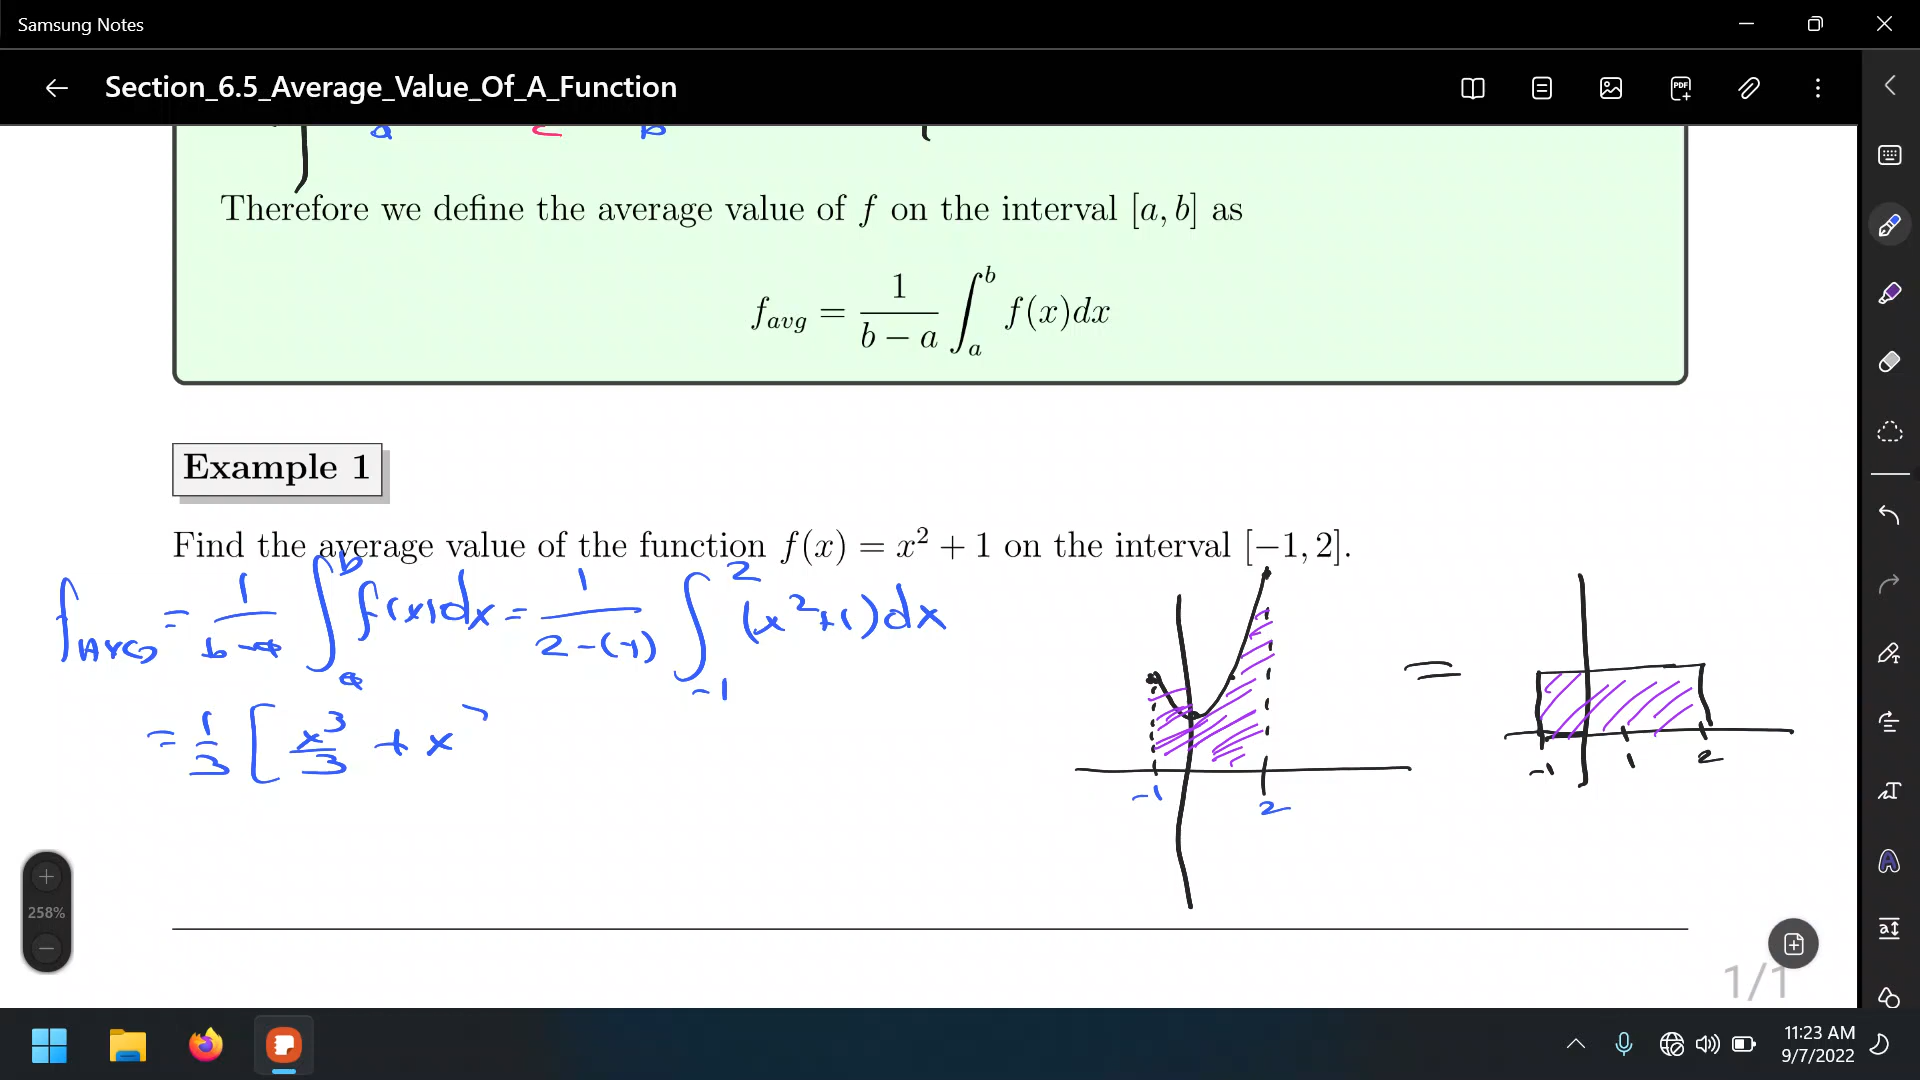 Samsung Notes
Section_6.5_Average_Value_Of_A_Function
PDF
a c b
Therefore we define the average value of f on the interval [a, b] as
f_avg = 1/(b − a) ∫_a^b f(x)dx
Example 1
Find the average value of the function f(x) = x² + 1 on the interval [−1, 2].
f_AVG = 1/(b-a) ∫_a^b f(x)dx = 1/(2-(-1)) ∫_-1^2 (x²+1)dx
= 1/3 [ x³/3 + x
-1 2
=
-1 1 2
258%
1/1
11:23 AM
9/7/2022